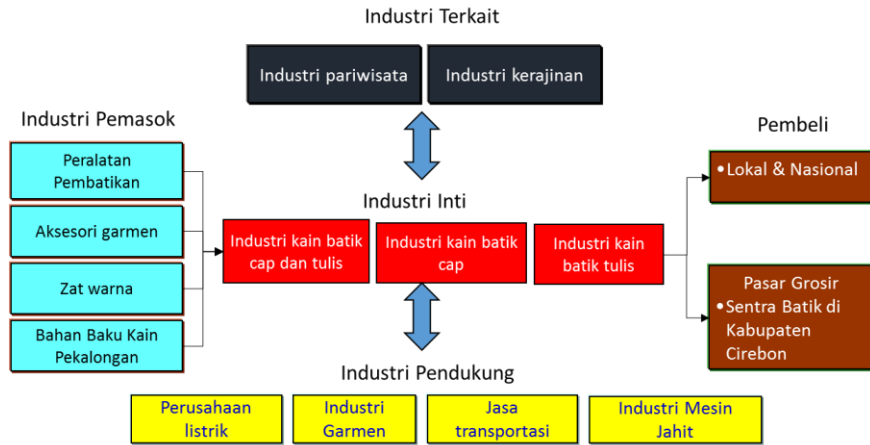 Industri Terkait
Industri pariwisata
Industri kerajinan
Industri Pemasok
Peralatan
Pembatikan
Aksesori garmen
Zat warna
Bahan Baku Kain
Pekalongan
Industri Inti
Industri kain batik
cap dan tulis
Industri kain batik
cap
Industri kain
batik tulis
Pembeli
•Lokal & Nasional
Pasar Grosir
•Sentra Batik di
Kabupaten
Cirebon
Industri Pendukung
Perusahaan
listrik
Industri
Garmen
Jasa
transportasi
Industri Mesin
Jahit